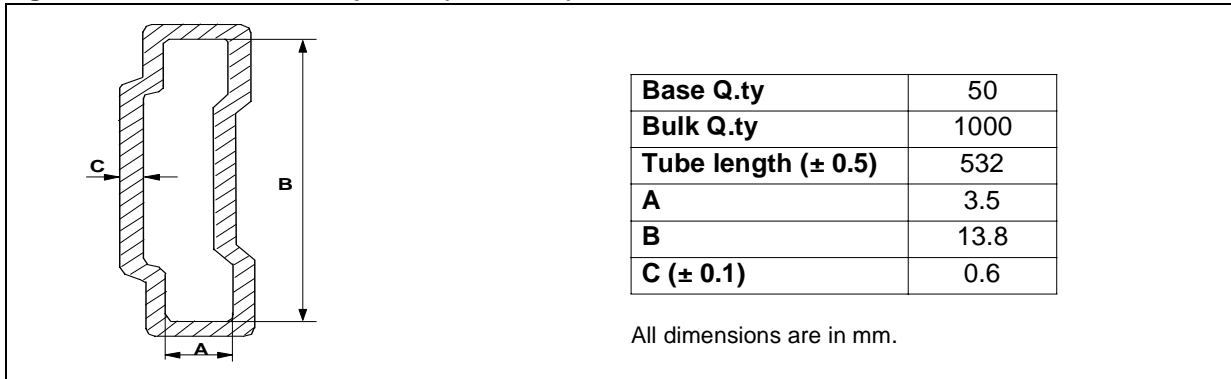 C
B
A
Base Q.ty 50
Bulk Q.ty 1000
Tube length (± 0.5) 532
A 3.5
B 13.8
C (± 0.1) 0.6
All dimensions are in mm.